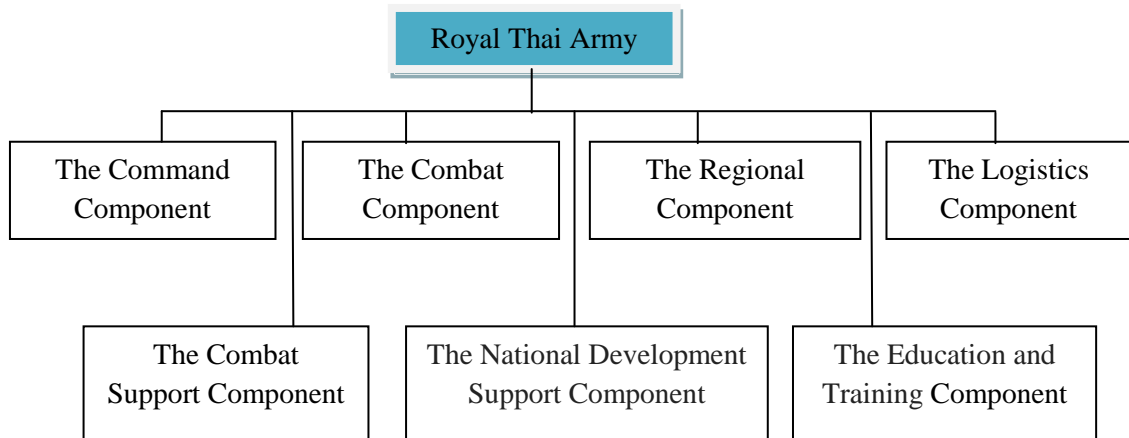 Royal Thai Army
The Command
Component
The Combat
Component
The Regional
Component
The Logistics
Component
The Combat
Support Component
The National Development
Support Component
The Education and
Training Component